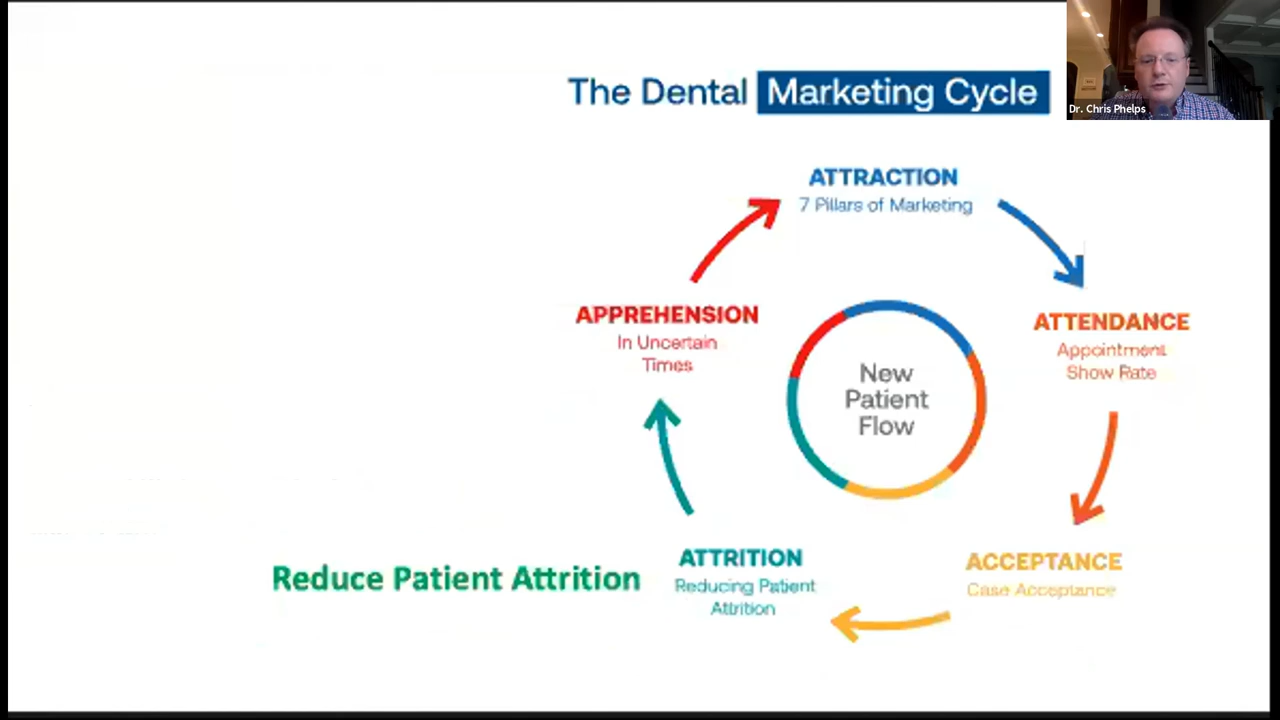 The Dental Marketing Cycle
Dr. Chris Phelps
ATTRACTION
7 Pillars of Marketing
ATTENDANCE
Appointment
Show Rate
ACCEPTANCE
Case Acceptance
ATTRITION
Reducing Patient
Attrition
Reduce Patient Attrition
APPREHENSION
In Uncertain
Times
New
Patient
Flow